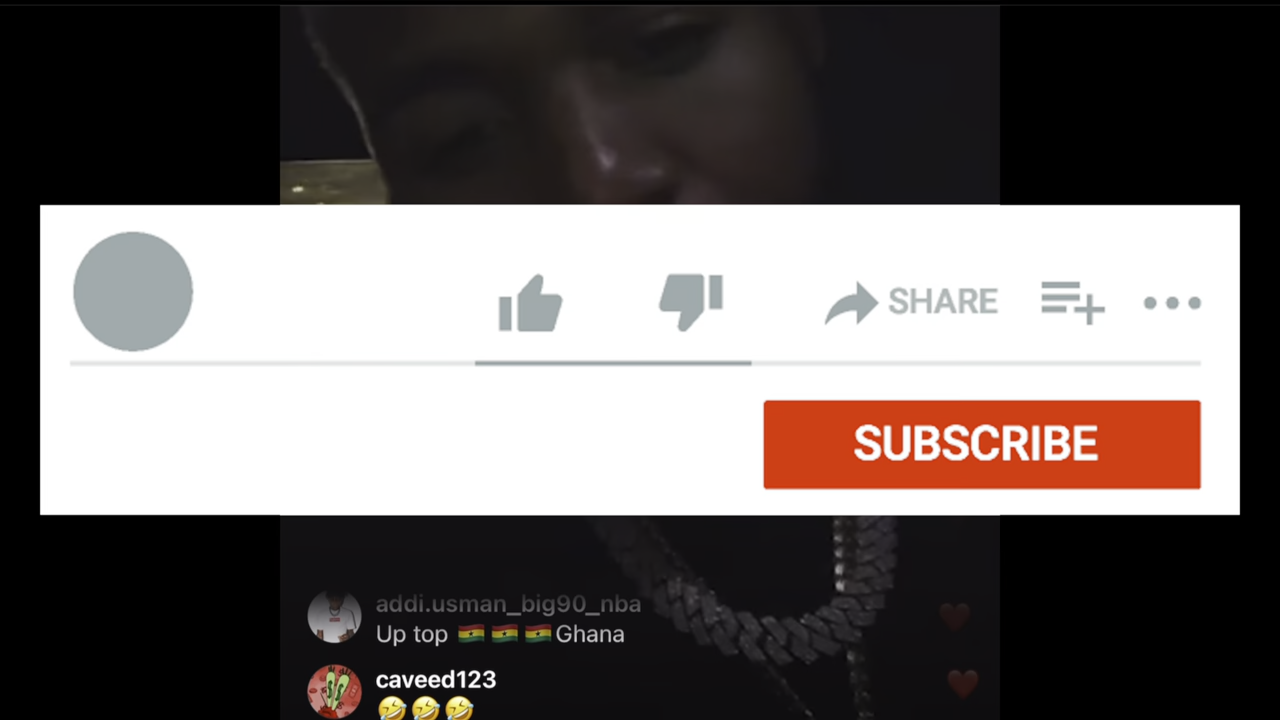 SHARE
SUBSCRIBE
addi.usman_big90_nba
Up top 🇬🇭🇬🇭🇬🇭Ghana
caveed123
🤣🤣🤣